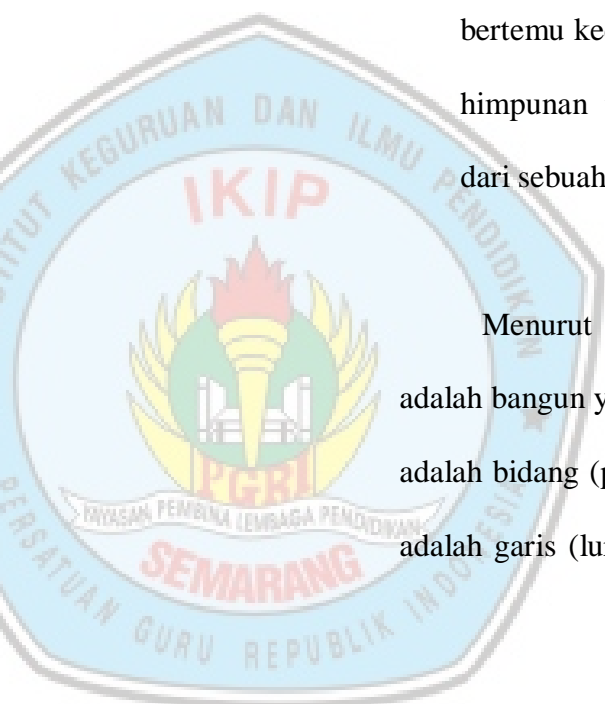 bertemu
himpunan
dari sebuah
Menurut
adalah bangun
adalah bidang
adalah garis
INSTITUT KEGURUAN DAN ILMU PENDIDIKAN
IKIP
PGRI
YAYASAN PEMBINA LEMBAGA PENDIDIKAN
SEMARANG
PERSATUAN GURU REPUBLIK INDONESIA